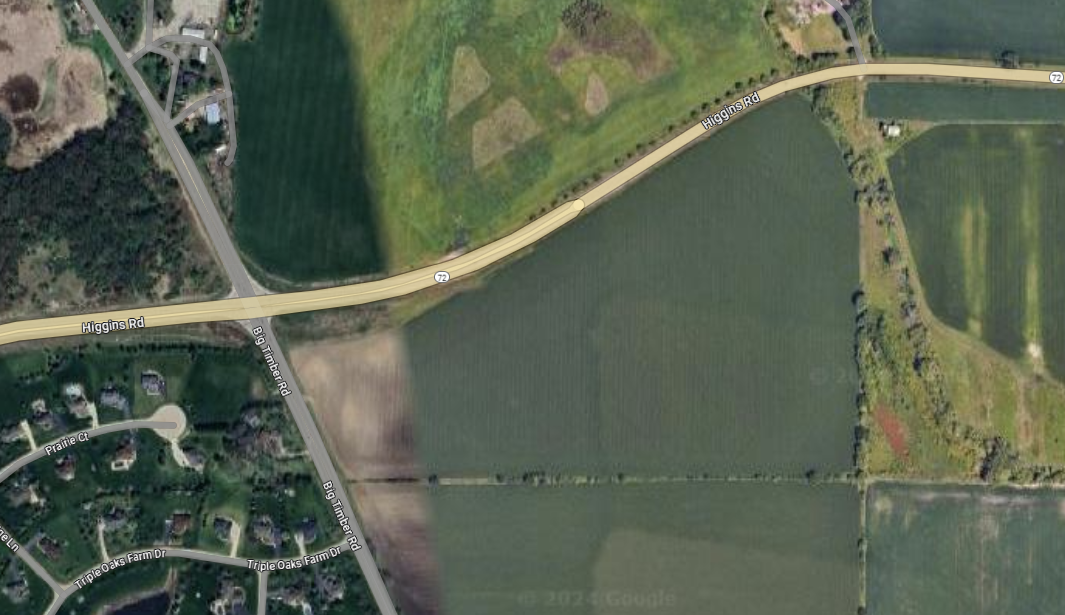 72
Higgins Rd
72
Higgins Rd
Big Timber Rd
Prairie Ct
Big Timber Rd
Triple Oaks Farm Dr
Triple Oaks Farm Dr
© 2024 Google